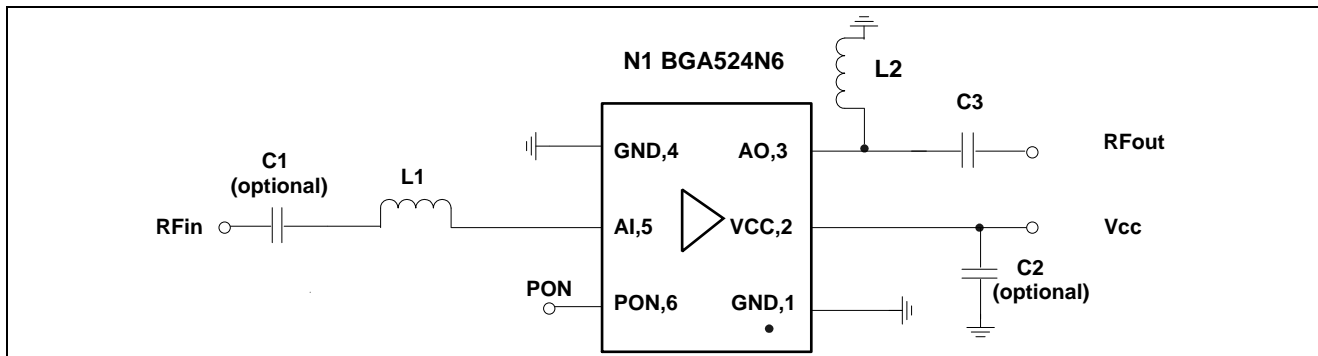 N1 BGA524N6
L2
C3
GND,4
AO,3
RFout
C1
(optional)
L1
RFin
AI,5
VCC,2
Vcc
C2
(optional)
PON
PON,6
GND,1